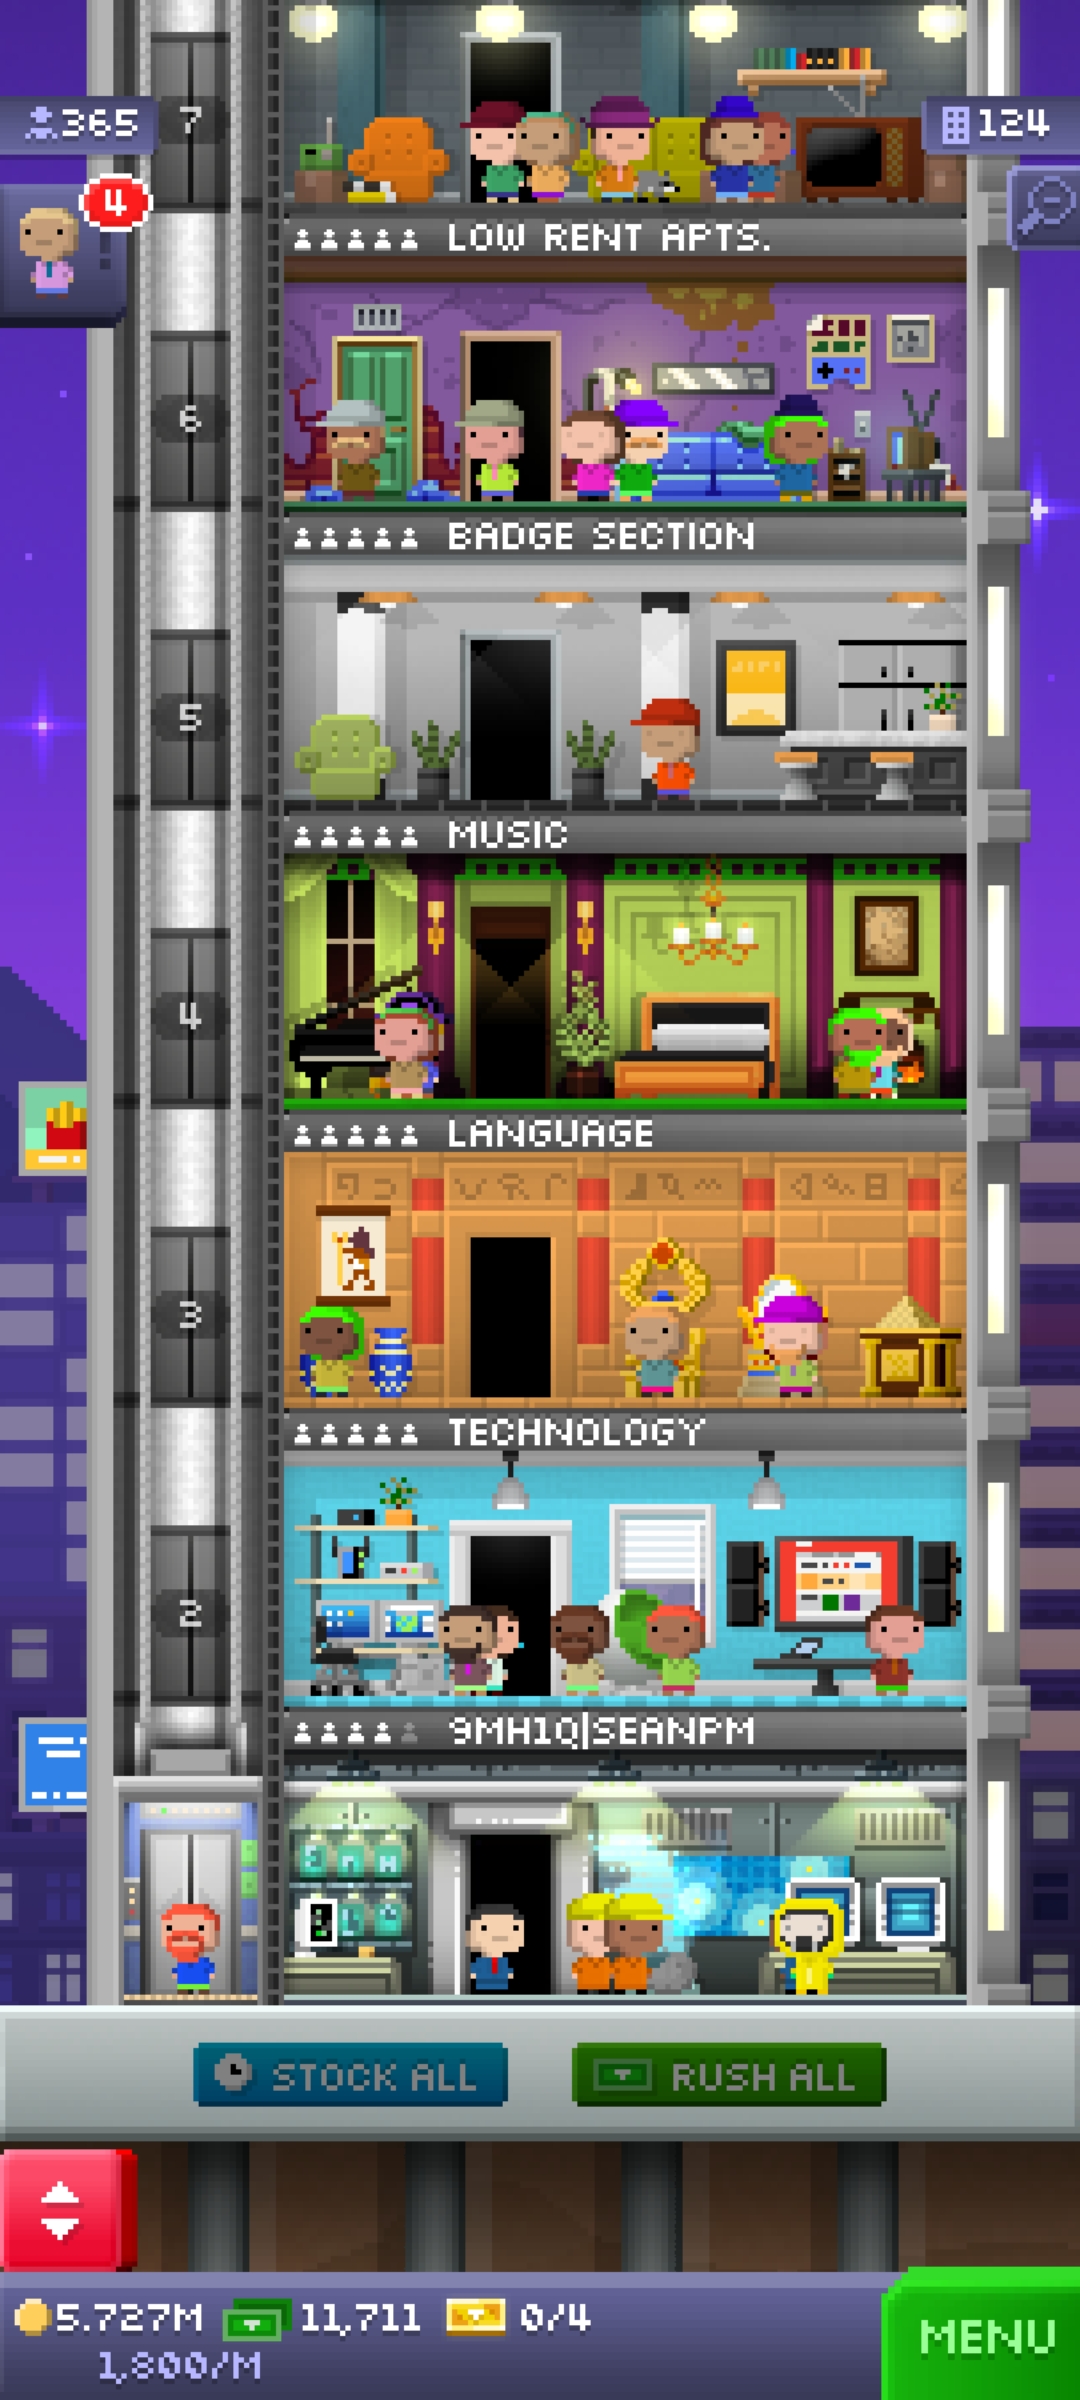 365
7
124
4
LOW RENT APTS.
6
BADGE SECTION
5
MUSIC
4
LANGUAGE
3
TECHNOLOGY
2
9MH1Q|SEANPM
STOCK ALL
RUSH ALL
5.727M
11,711
0/4
1,800/M
MENU